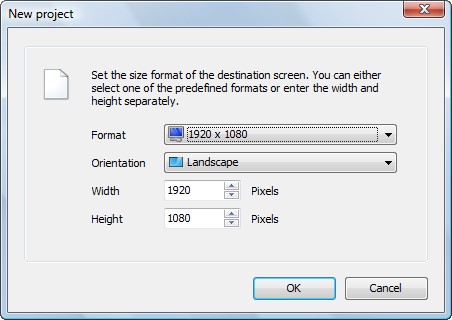 New project
Set the size format of the destination screen. You can either
select one of the predefined formats or enter the width and
height separately.
Format 1920 x 1080
Orientation Landscape
Width 1920 Pixels
Height 1080 Pixels
OK Cancel